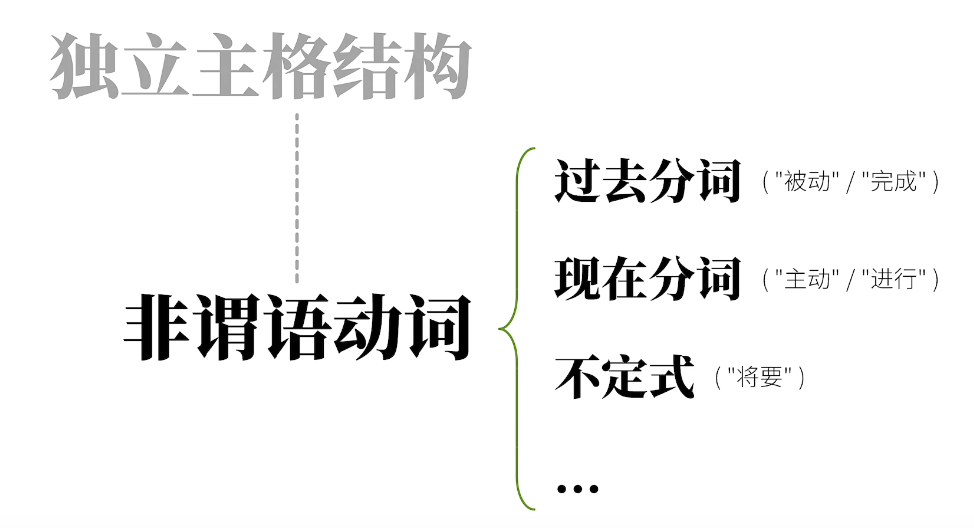 独立主格结构
过去分词 ("被动" / "完成")
现在分词 ("主动" / "进行")
非谓语动词
不定式 ("将要")
...